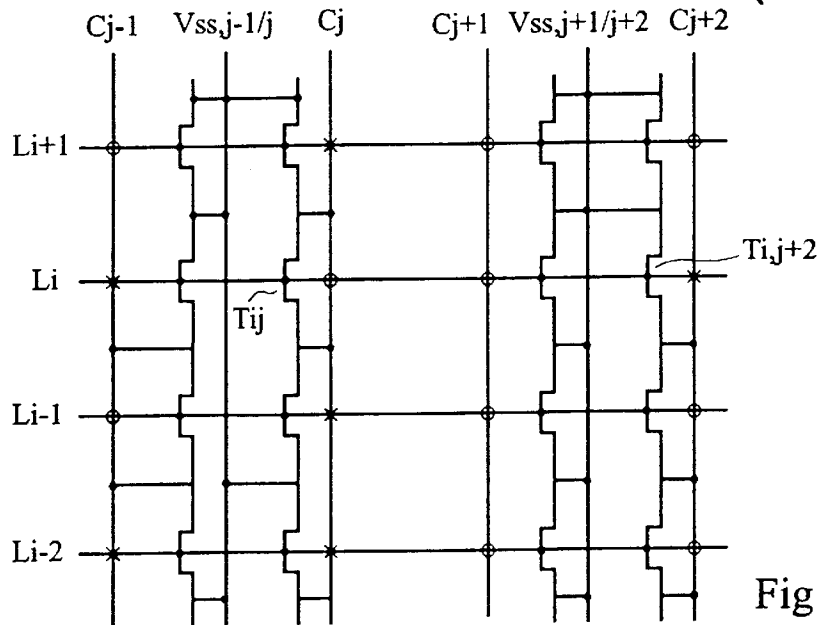 Cj-1 Vss,j-1/j Cj Cj+1 Vss,j+1/j+2 Cj+2
Li+1
Li
Tij
Ti,j+2
Li-1
Li-2
Fig